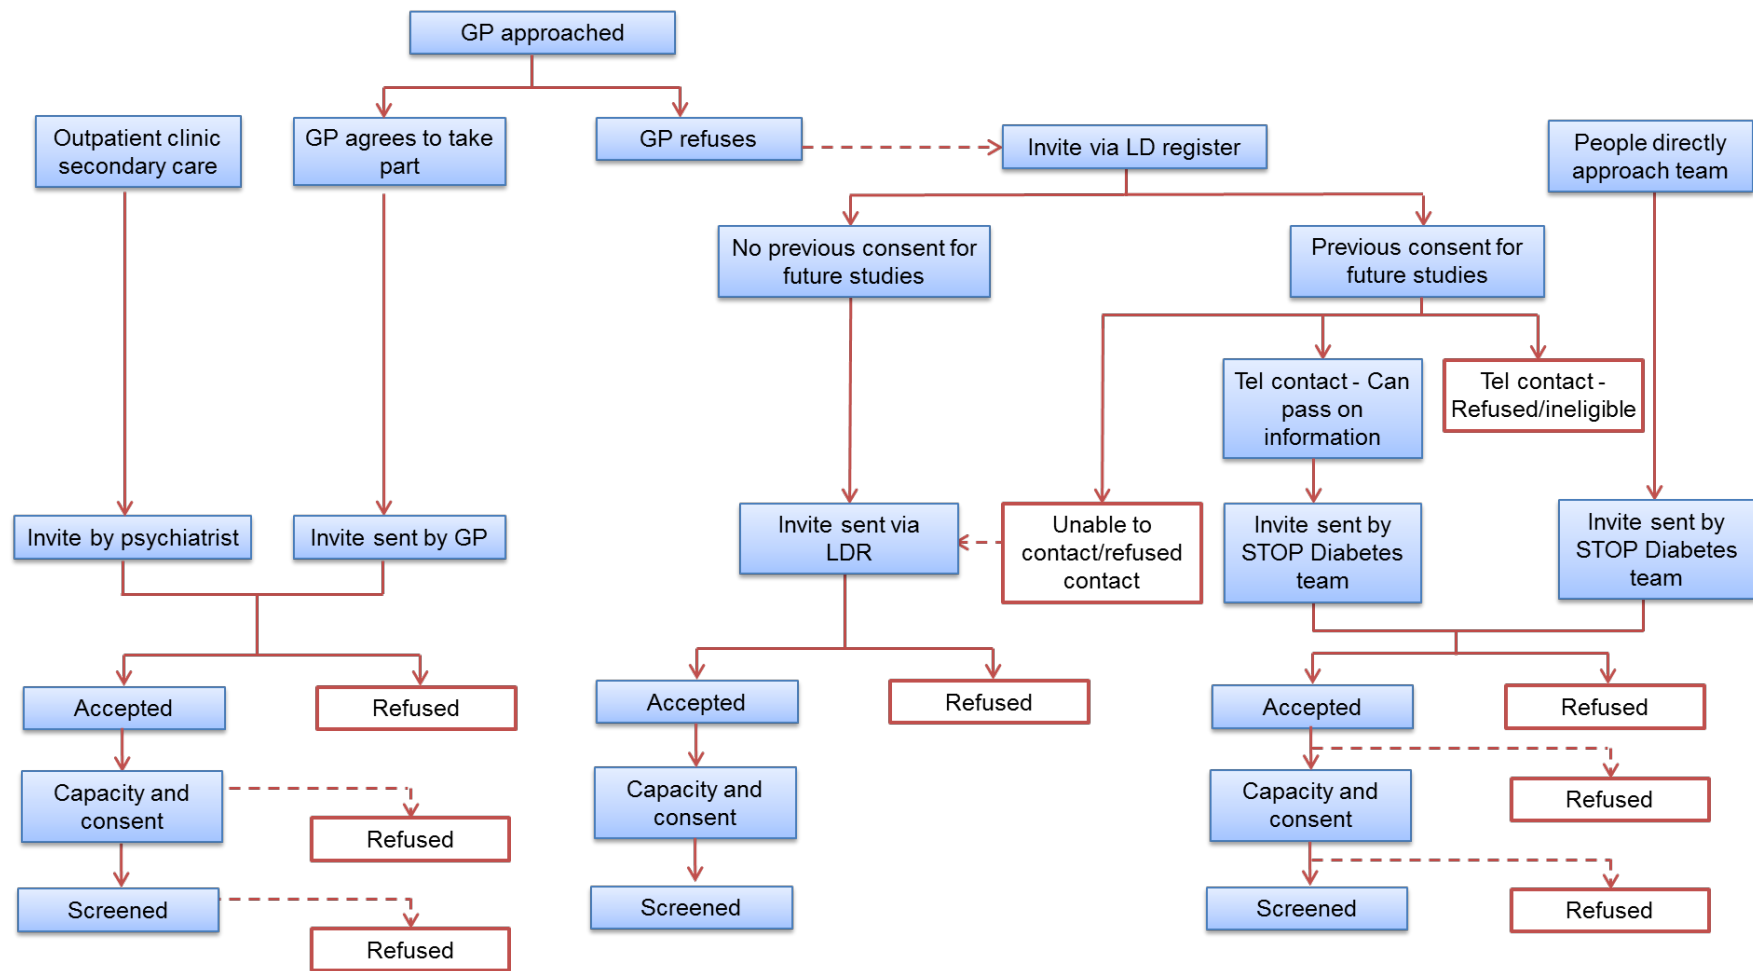 GP approached
Outpatient clinic
secondary care
GP agrees to take
part
GP refuses
Invite via LD register
People directly
approach team
No previous consent for
future studies
Previous consent for
future studies
Tel contact - Can
pass on
information
Tel contact -
Refused/ineligible
Invite by psychiatrist
Invite sent by GP
Invite sent via
LDR
Unable to
contact/refused
contact
Invite sent by
STOP Diabetes
team
Invite sent by
STOP Diabetes
team
Accepted
Refused
Accepted
Refused
Accepted
Refused
Capacity and
consent
Refused
Capacity and
consent
Capacity and
consent
Refused
Screened
Refused
Screened
Screened
Refused